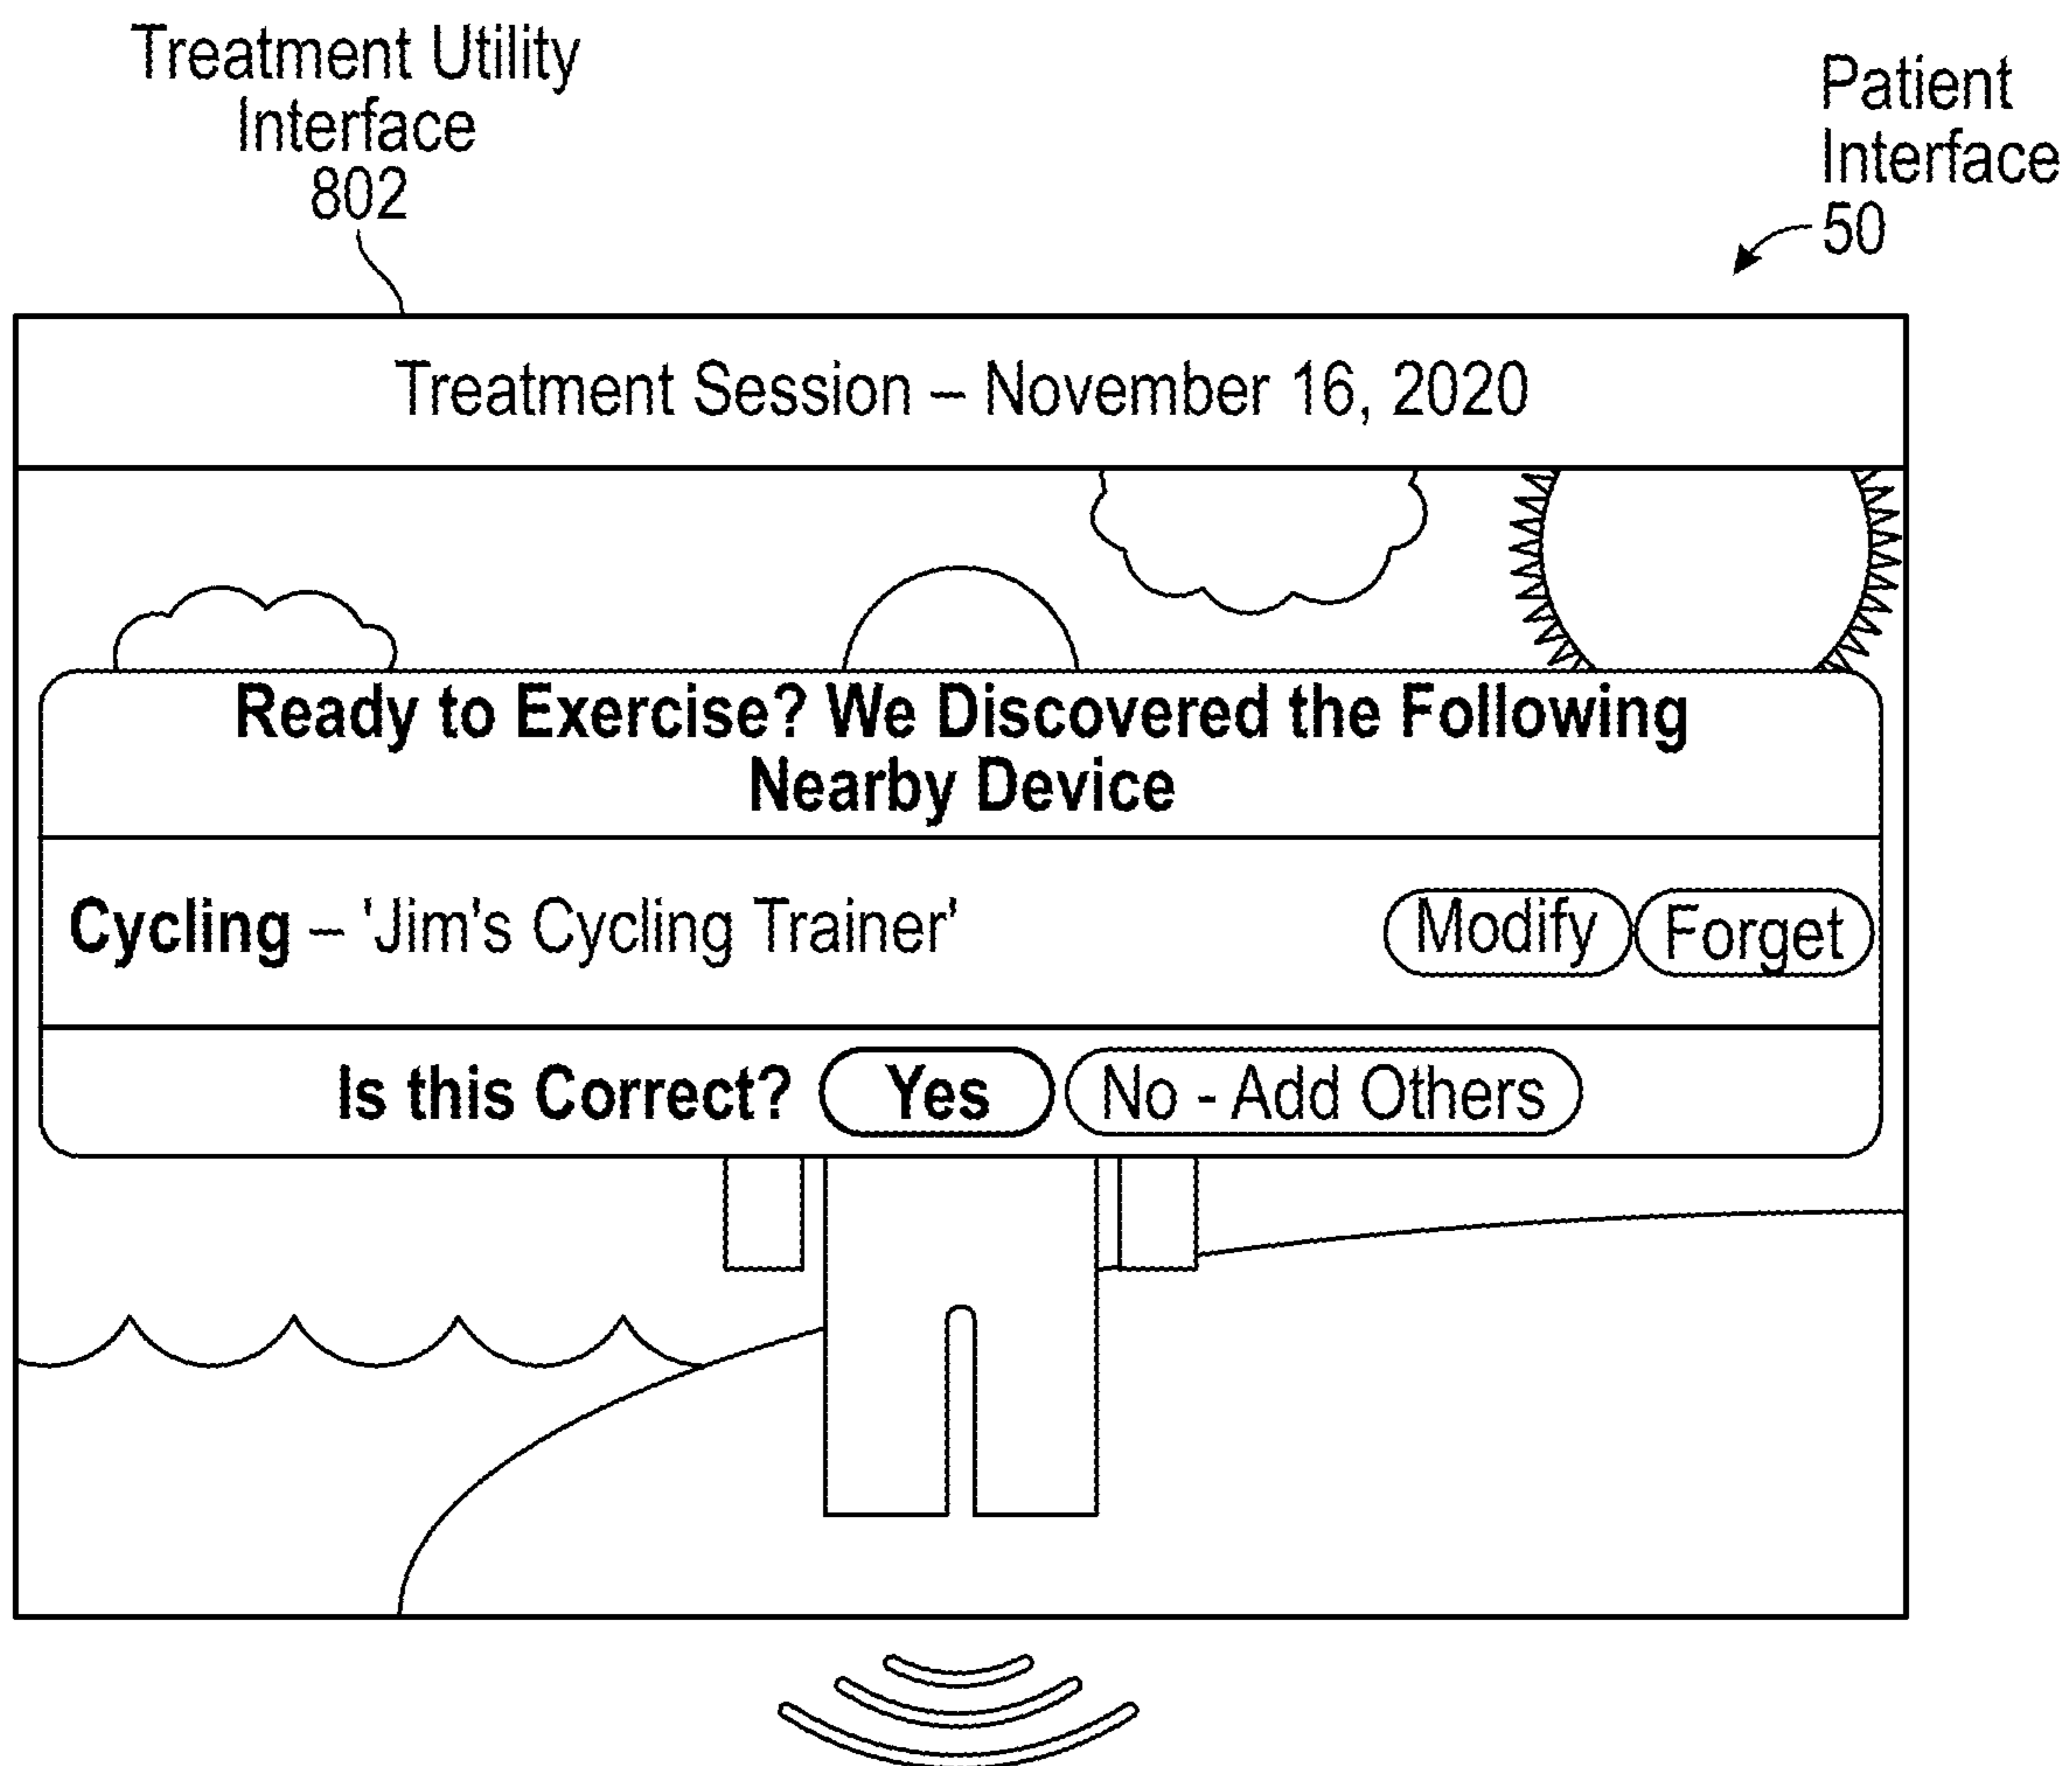 Treatment Utility
Interface
802
Patient
Interface
50
Treatment Session – November 16, 2020
Ready to Exercise? We Discovered the Following
Nearby Device
Cycling – 'Jim's Cycling Trainer' Modify Forget
Is this Correct? Yes No - Add Others